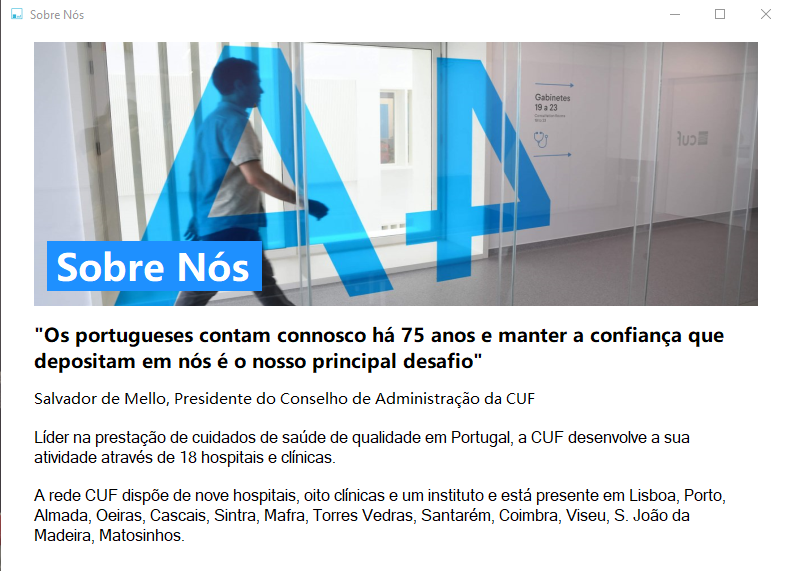 Sobre Nós
A4
Gabinetes
19 a 23
cuf
Sobre Nós
"Os portugueses contam connosco há 75 anos e manter a confiança que
depositam em nós é o nosso principal desafio"
Salvador de Mello, Presidente do Conselho de Administração da CUF
Líder na prestação de cuidados de saúde de qualidade em Portugal, a CUF desenvolve a sua
atividade através de 18 hospitais e clínicas.
A rede CUF dispõe de nove hospitais, oito clínicas e um instituto e está presente em Lisboa, Porto,
Almada, Oeiras, Cascais, Sintra, Mafra, Torres Vedras, Santarém, Coimbra, Viseu, S. João da
Madeira, Matosinhos.